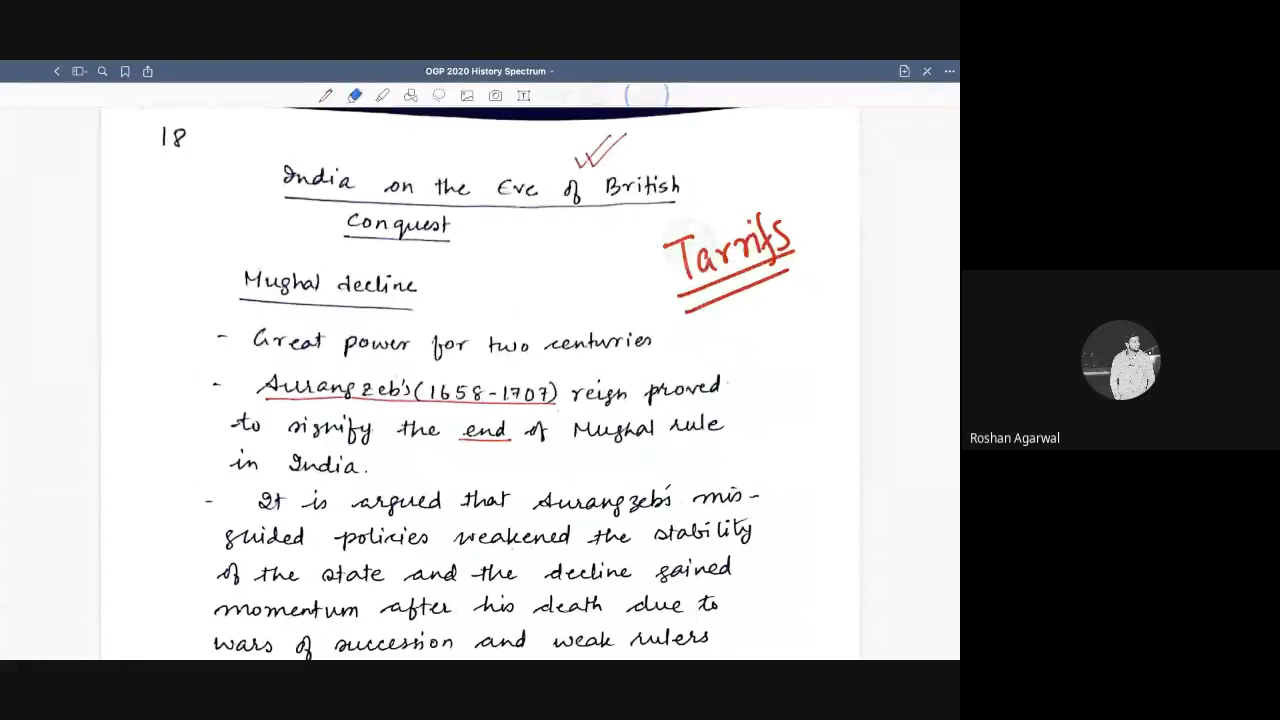 OGP 2020 History Spectrum
18
India on the Eve of British
Conquest
Tarrifs
Mughal decline
- Great power for two centuries
- Aurangzeb's (1658-1707) reign proved
to signify the end of Mughal rule
in India.
- It is argued that Aurangzeb's mis-
guided policies weakened the stability
of the state and the decline gained
momentum after his death due to
wars of succession and weak rulers
Roshan Agarwal